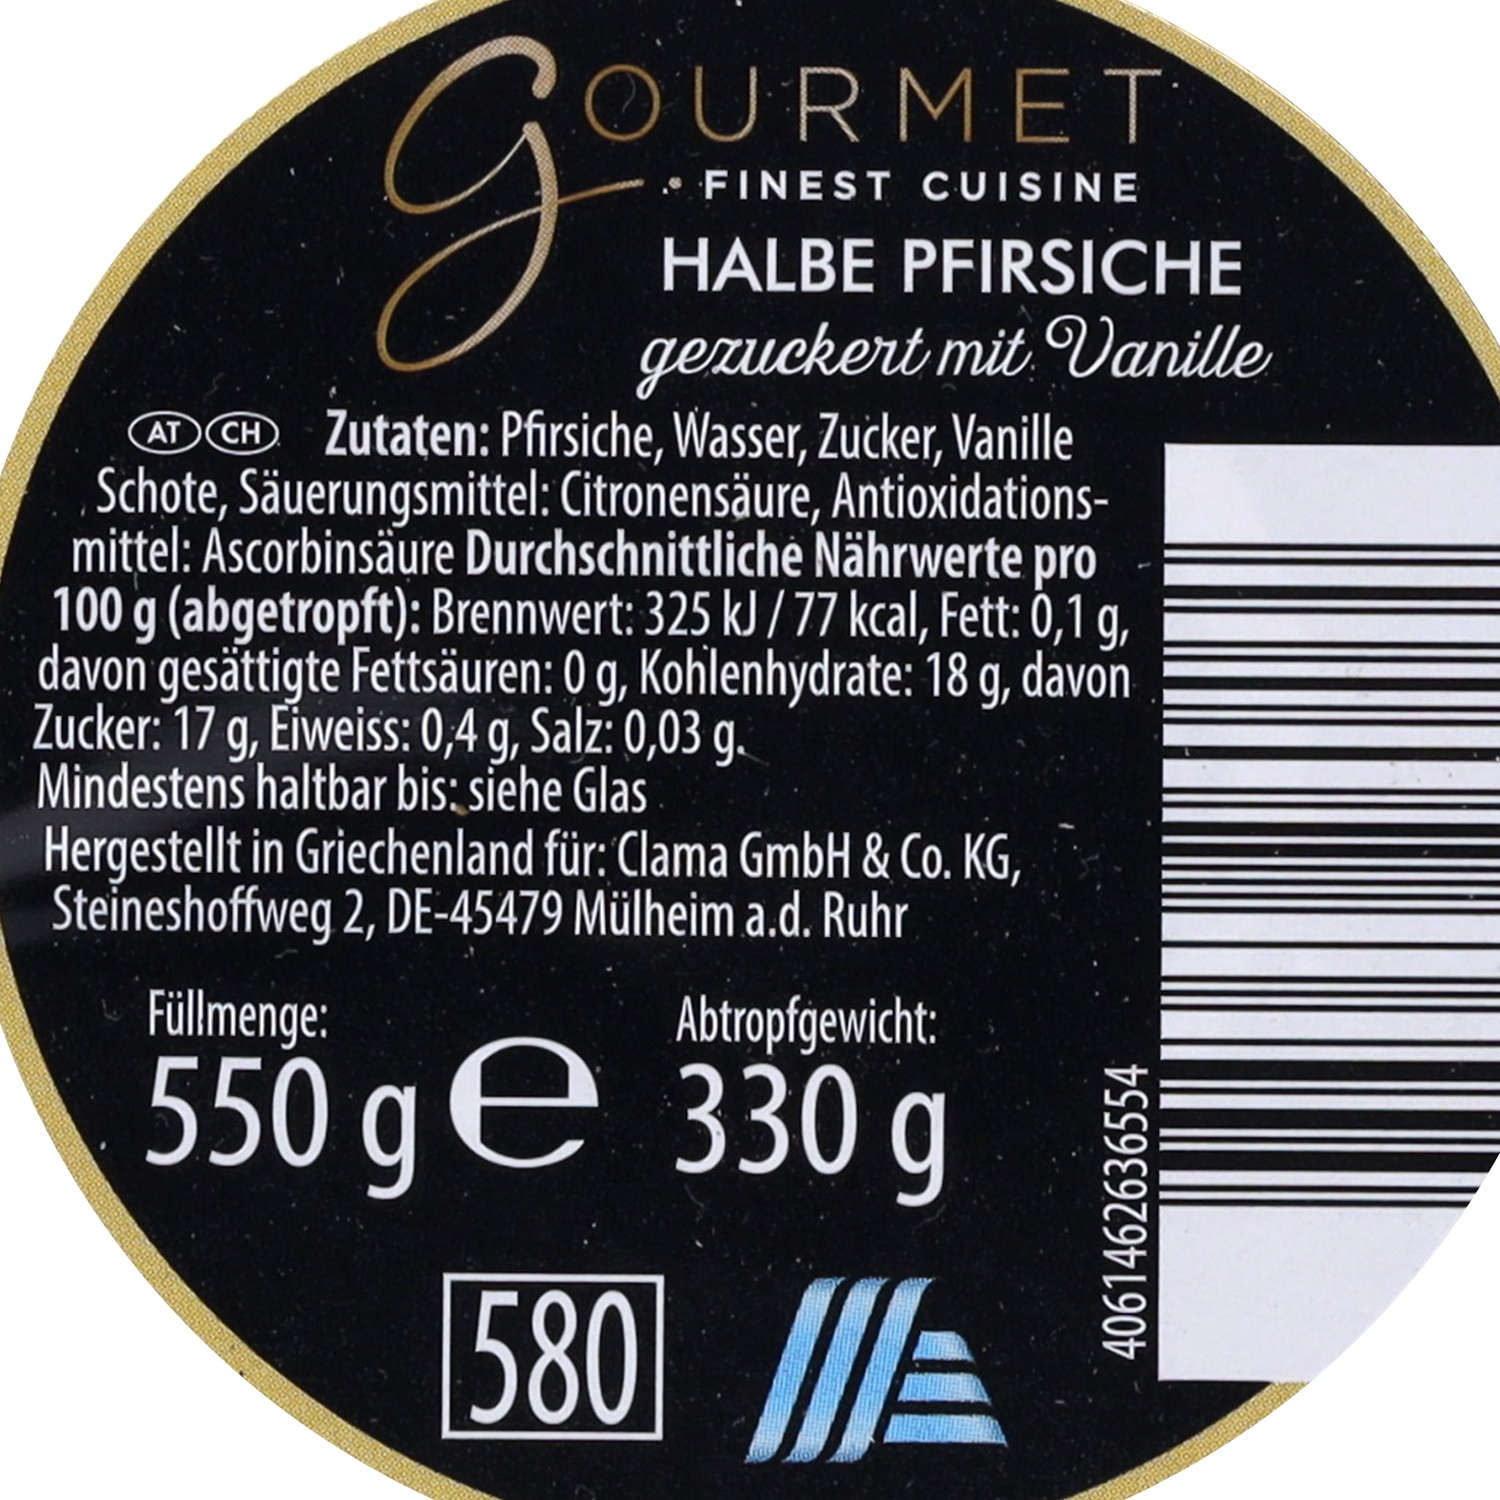 GOURMET
FINEST CUISINE
HALBE PFIRSICHE
gezuckert mit Vanille
AT CH Zutaten: Pfirsiche, Wasser, Zucker, Vanille
Schote, Säuerungsmittel: Citronensäure, Antioxidations-
mittel: Ascorbinsäure Durchschnittliche Nährwerte pro
100 g (abgetropft): Brennwert: 325 kJ / 77 kcal, Fett: 0,1 g,
davon gesättigte Fettsäuren: 0 g, Kohlenhydrate: 18 g, davon
Zucker: 17 g, Eiweiss: 0,4 g, Salz: 0,03 g.
Mindestens haltbar bis: siehe Glas
Hergestellt in Griechenland für: Clama GmbH & Co. KG,
Steineshoffweg 2, DE-45479 Mülheim a.d. Ruhr
Füllmenge: Abtropfgewicht:
550 g e 330 g
4061462636554
580